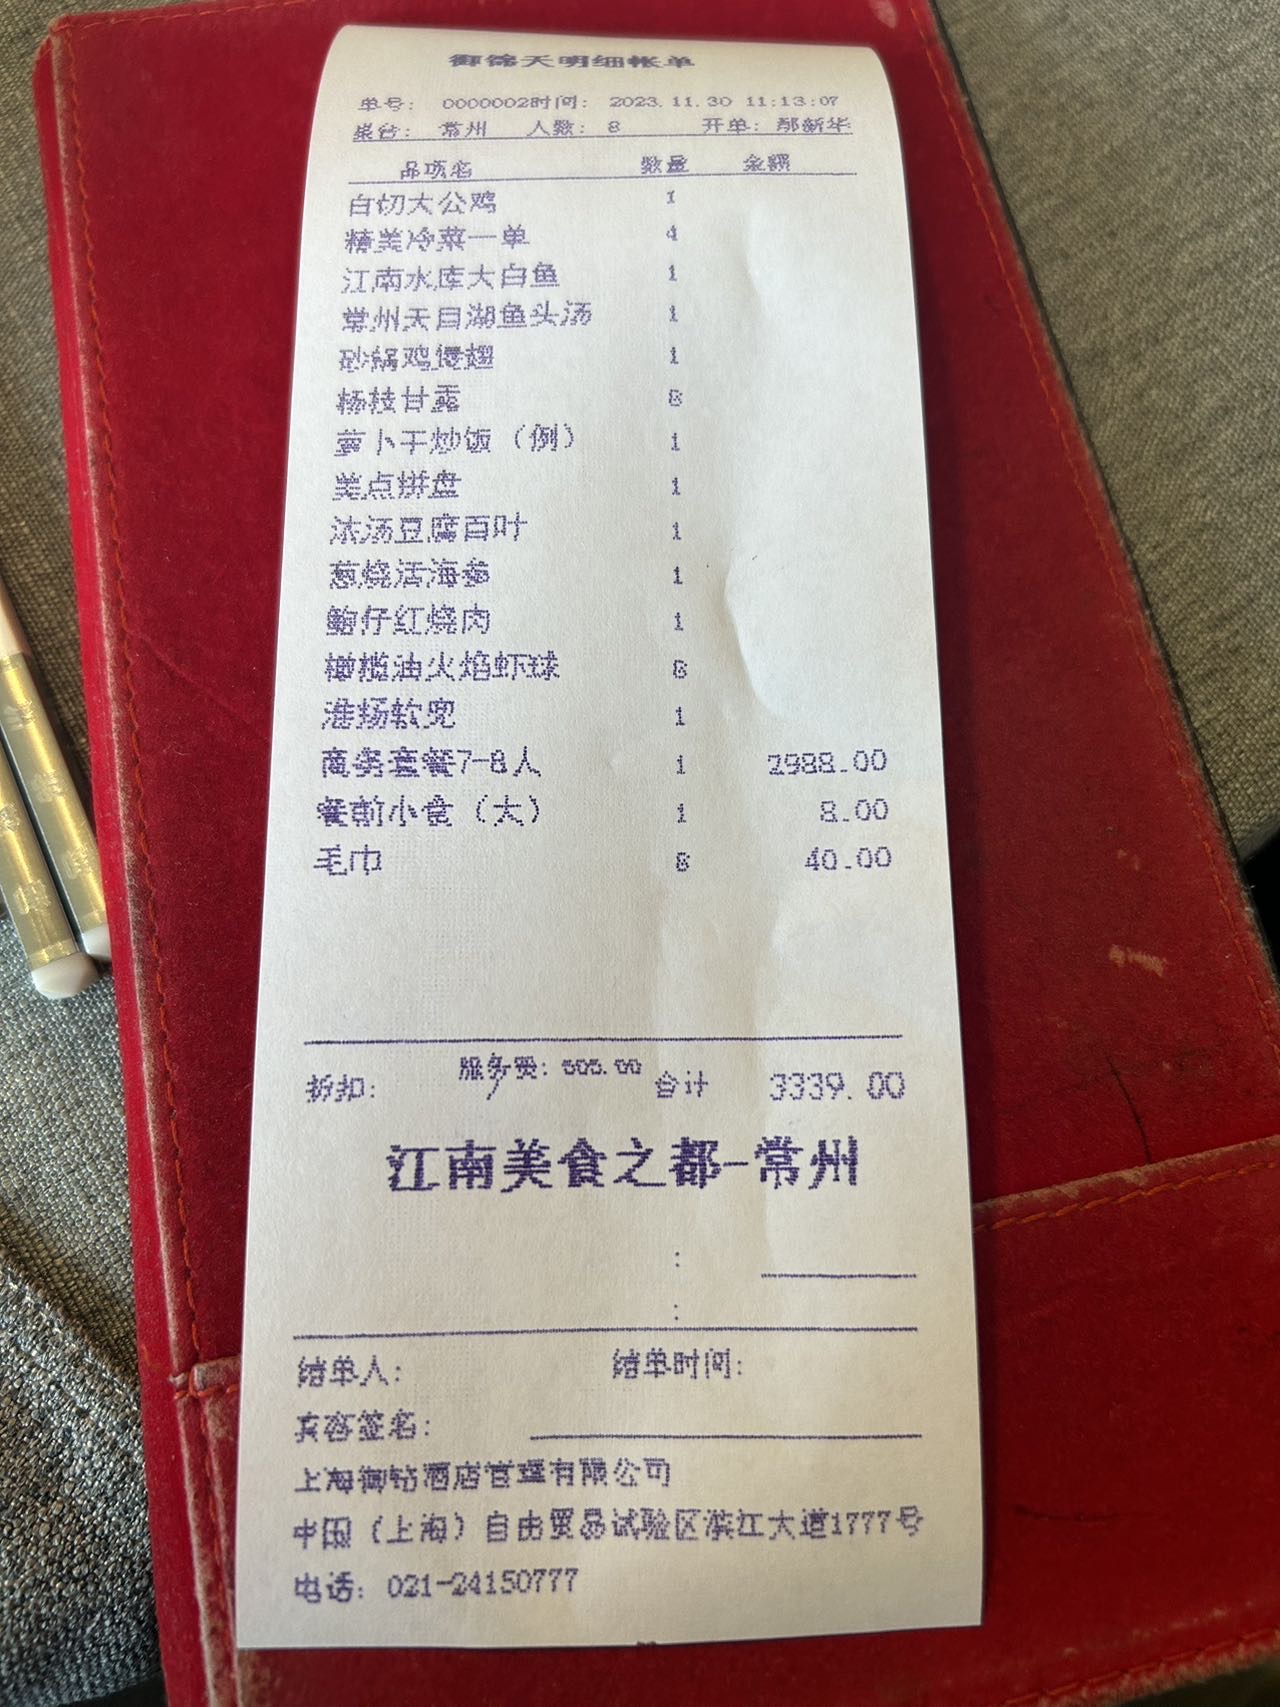 御锦天明细帐单
单号: 0000002时间: 2023.11.30 11:13:07
桌台: 常州 人数: 8 开单: 邹新华
品项名 数量 金额
白切大公鸡 1
精美冷菜一单 4
江南水库大白鱼 1
常州天目湖鱼头汤 1
砂锅鸡煲翅 1
杨枝甘露 8
萝卜干炒饭（例） 1
美点拼盘 1
浓汤豆腐百叶 1
葱烧活海参 1
鲍仔红烧肉 1
橄榄油火焰虾球 8
淮扬软兜 1
商务套餐7-8人 1 2988.00
餐前小食（大） 1 8.00
毛巾 8 40.00
服务费:
折扣: 合计 3339.00
江南美食之都-常州
:
:
结单人: 结单时间:
宾客签名:
上海御钻酒店管理有限公司
中国（上海）自由贸易试验区滨江大道1777号
电话: 021-24150777